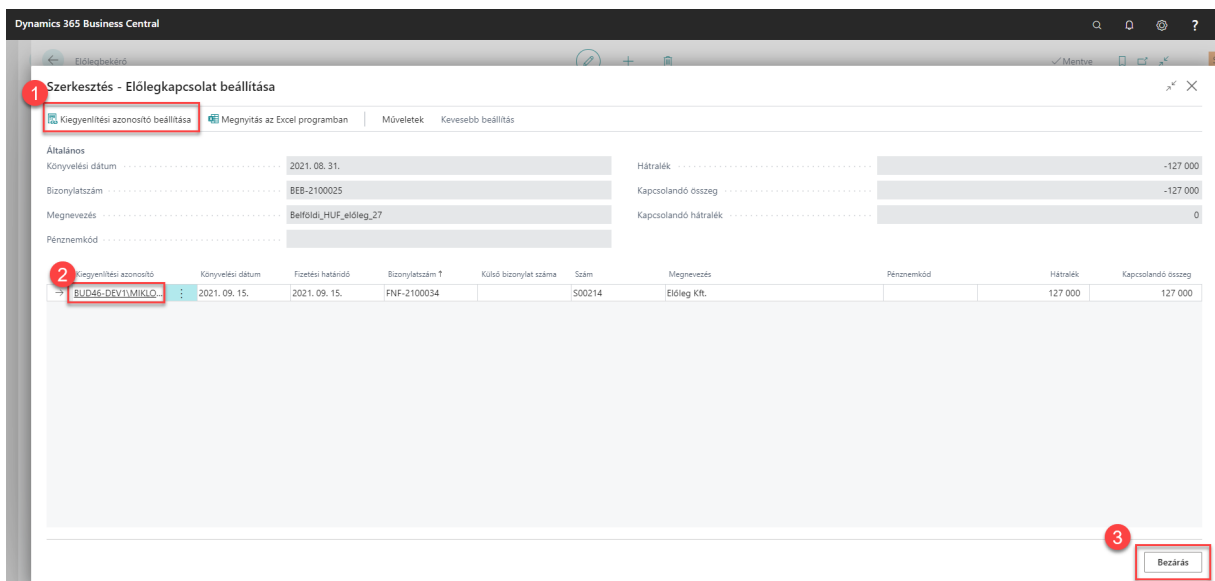 Dynamics 365 Business Central ?
Előlegbekérő Mentve
1 Szerkesztés - Előlegkapcsolat beállítása
Kiegyenlítési azonosító beállítása Megnyitás az Excel programban Műveletek Kevesebb beállítás
Általános
Könyvelési dátum 2021. 08. 31. Hátralék -127 000
Bizonylatszám BEB-2100025 Kapcsolandó összeg -127 000
Megnevezés Belföldi_HUF_előleg_27 Kapcsolandó hátralék 0
Pénznemkód
2 Kiegyenlítési azonosító Könyvelési dátum Fizetési határidő Bizonylatszám ↑ Külső bizonylat száma Szám Megnevezés Pénznemkód Hátralék Kapcsolandó összeg
→ BUD46-DEV1\MIKLO... 2021. 09. 15. 2021. 09. 15. FNF-2100034 S00214 Előleg Kft. 127 000 127 000
3
Bezárás